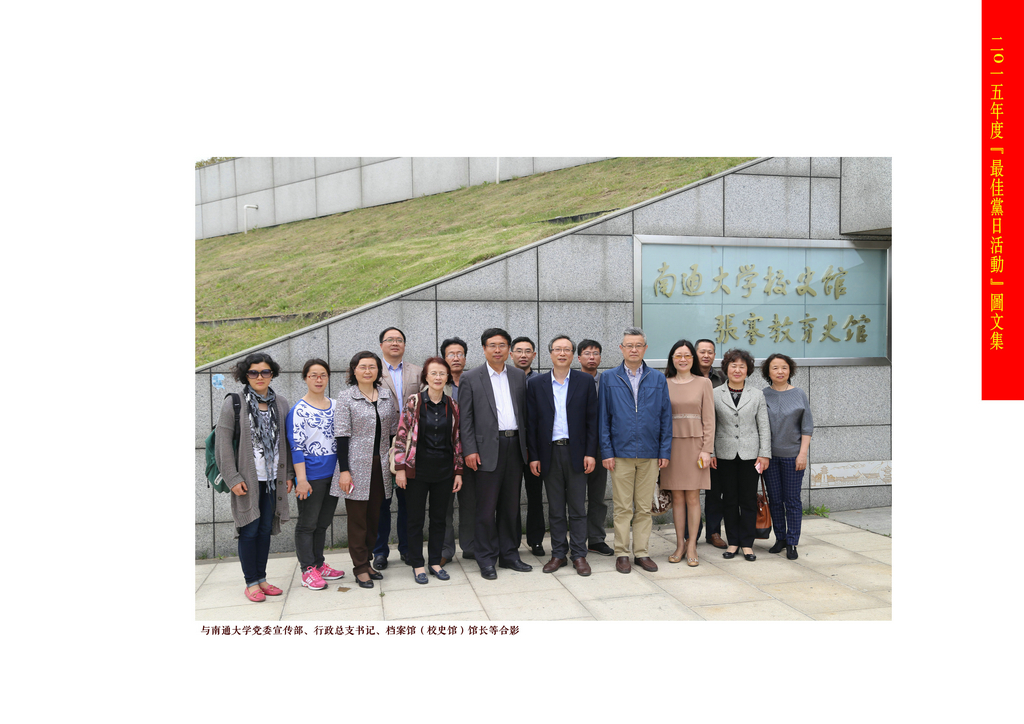 二〇一五年度『最佳黨日活動』圖文集
南通大学校史馆
张謇教育史馆
与南通大学党委宣传部、行政总支书记、档案馆（校史馆）馆长等合影